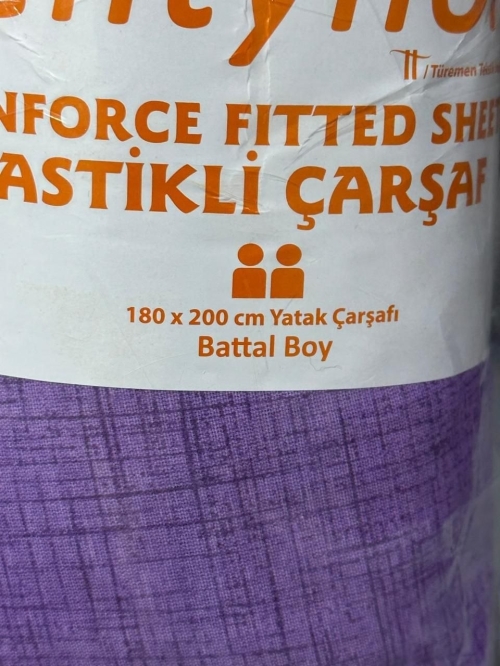 / Türemen
NFORCE FITTED SHEE
ASTİKLİ ÇARŞAF
180 x 200 cm Yatak Çarşafı
Battal Boy